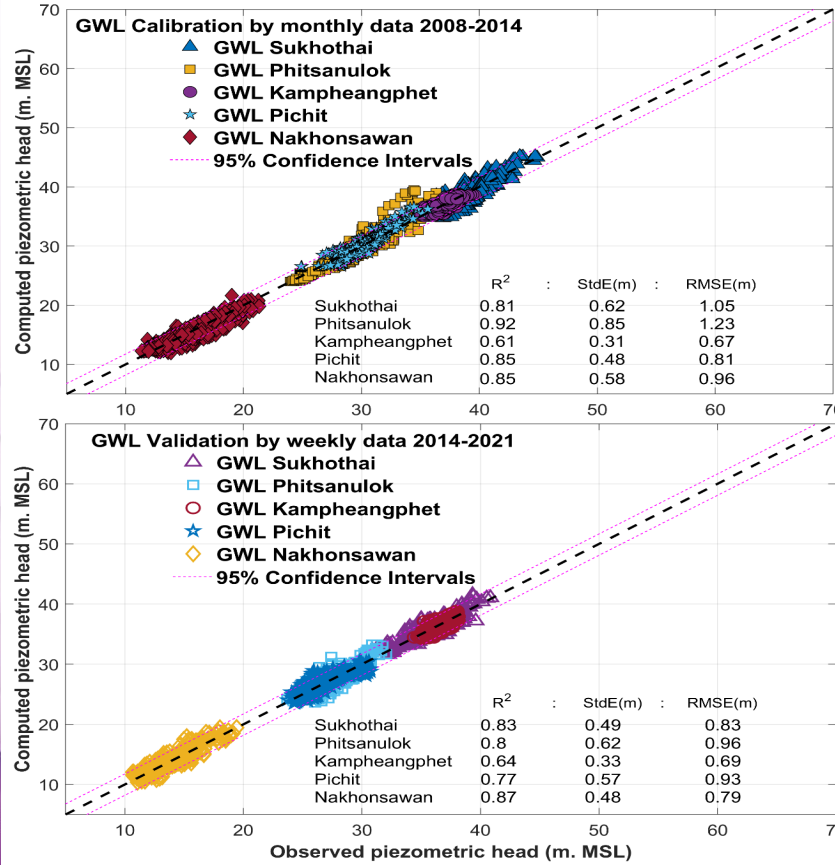 70
60
50
40
30
20
10
Computed piezometric head (m. MSL)
GWL Calibration by monthly data 2008-2014
GWL Sukhothai
GWL Phitsanulok
GWL Kampheangphet
GWL Pichit
GWL Nakhonsawan
95% Confidence Intervals
R² : StdE(m) : RMSE(m)
Sukhothai 0.81 0.62 1.05
Phitsanulok 0.92 0.85 1.23
Kampheangphet 0.61 0.31 0.67
Pichit 0.85 0.48 0.81
Nakhonsawan 0.85 0.58 0.96
10 20 30 40 50 60 70
70
60
50
40
30
20
10
Computed piezometric head (m. MSL)
GWL Validation by weekly data 2014-2021
GWL Sukhothai
GWL Phitsanulok
GWL Kampheangphet
GWL Pichit
GWL Nakhonsawan
95% Confidence Intervals
R² : StdE(m) : RMSE(m)
Sukhothai 0.83 0.49 0.83
Phitsanulok 0.8 0.62 0.96
Kampheangphet 0.64 0.33 0.69
Pichit 0.77 0.57 0.93
Nakhonsawan 0.87 0.48 0.79
10 20 30 40 50 60
Observed piezometric head (m. MSL)